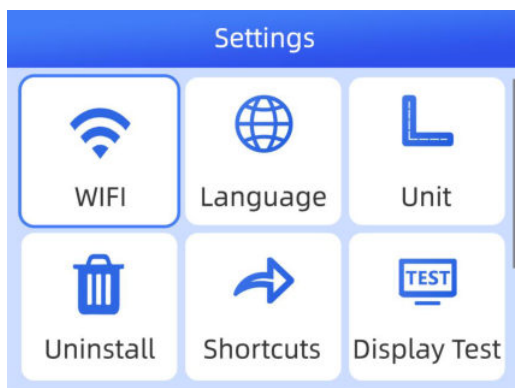 Settings
WIFI
Language
Unit
Uninstall
Shortcuts
TEST
Display Test